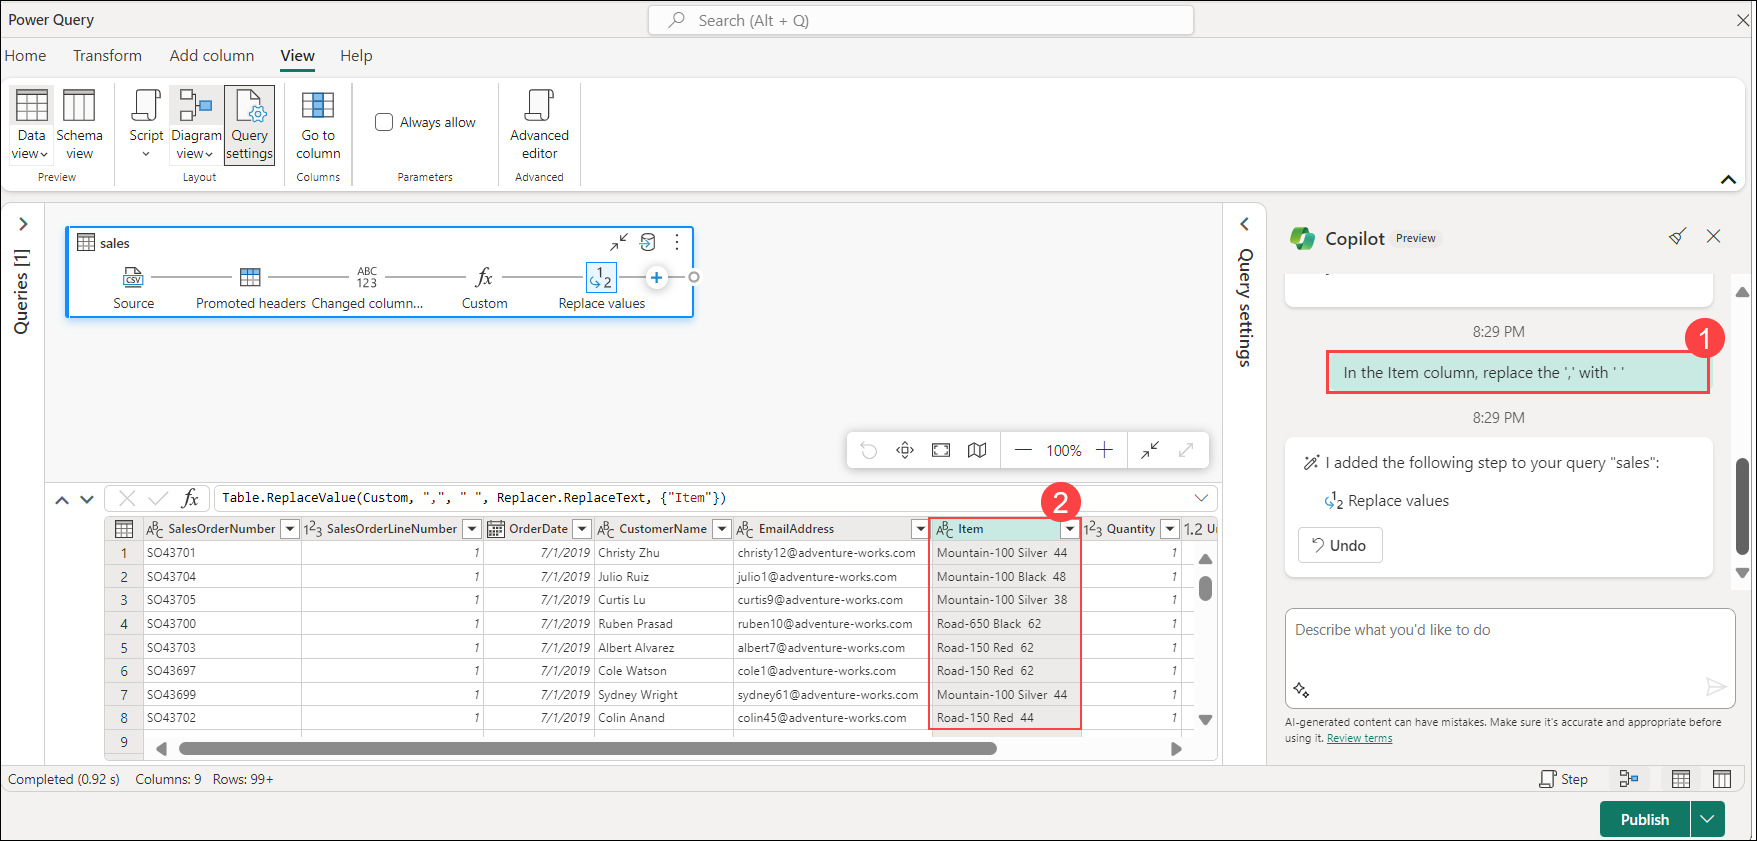 Power Query
Search (Alt + Q)
Home Transform Add column View Help
Data view
Schema view
Preview
Script
Diagram view
Query settings
Layout
Go to column
Columns
Always allow
Parameters
Advanced editor
Advanced
Queries [1]
sales
ABC
123
fx
1
2
CSV
Source Promoted headers Changed column... Custom Replace values
100%
Query settings
Copilot Preview
8:29 PM
1
In the Item column, replace the ',' with ' '
8:29 PM
I added the following step to your query "sales":
Replace values
Undo
Describe what you'd like to do
AI-generated content can have mistakes. Make sure it's accurate and appropriate before
using it. Review terms
fx Table.ReplaceValue(Custom, ",", " ", Replacer.ReplaceText, {"Item"})
2
SalesOrderNumber SalesOrderLineNumber OrderDate CustomerName EmailAddress Item Quantity 1.2
1 SO43701 1 7/1/2019 Christy Zhu christy12@adventure-works.com Mountain-100 Silver  44 1
2 SO43704 1 7/1/2019 Julio Ruiz julio1@adventure-works.com Mountain-100 Black  48 1
3 SO43705 1 7/1/2019 Curtis Lu curtis9@adventure-works.com Mountain-100 Silver  38 1
4 SO43700 1 7/1/2019 Ruben Prasad ruben10@adventure-works.com Road-650 Black  62 1
5 SO43703 1 7/1/2019 Albert Alvarez albert7@adventure-works.com Road-150 Red  62 1
6 SO43697 1 7/1/2019 Cole Watson cole1@adventure-works.com Road-150 Red  62 1
7 SO43699 1 7/1/2019 Sydney Wright sydney61@adventure-works.com Mountain-100 Silver  44 1
8 SO43702 1 7/1/2019 Colin Anand colin45@adventure-works.com Road-150 Red  44 1
9
Completed (0.92 s) Columns: 9 Rows: 99+
Step
Publish